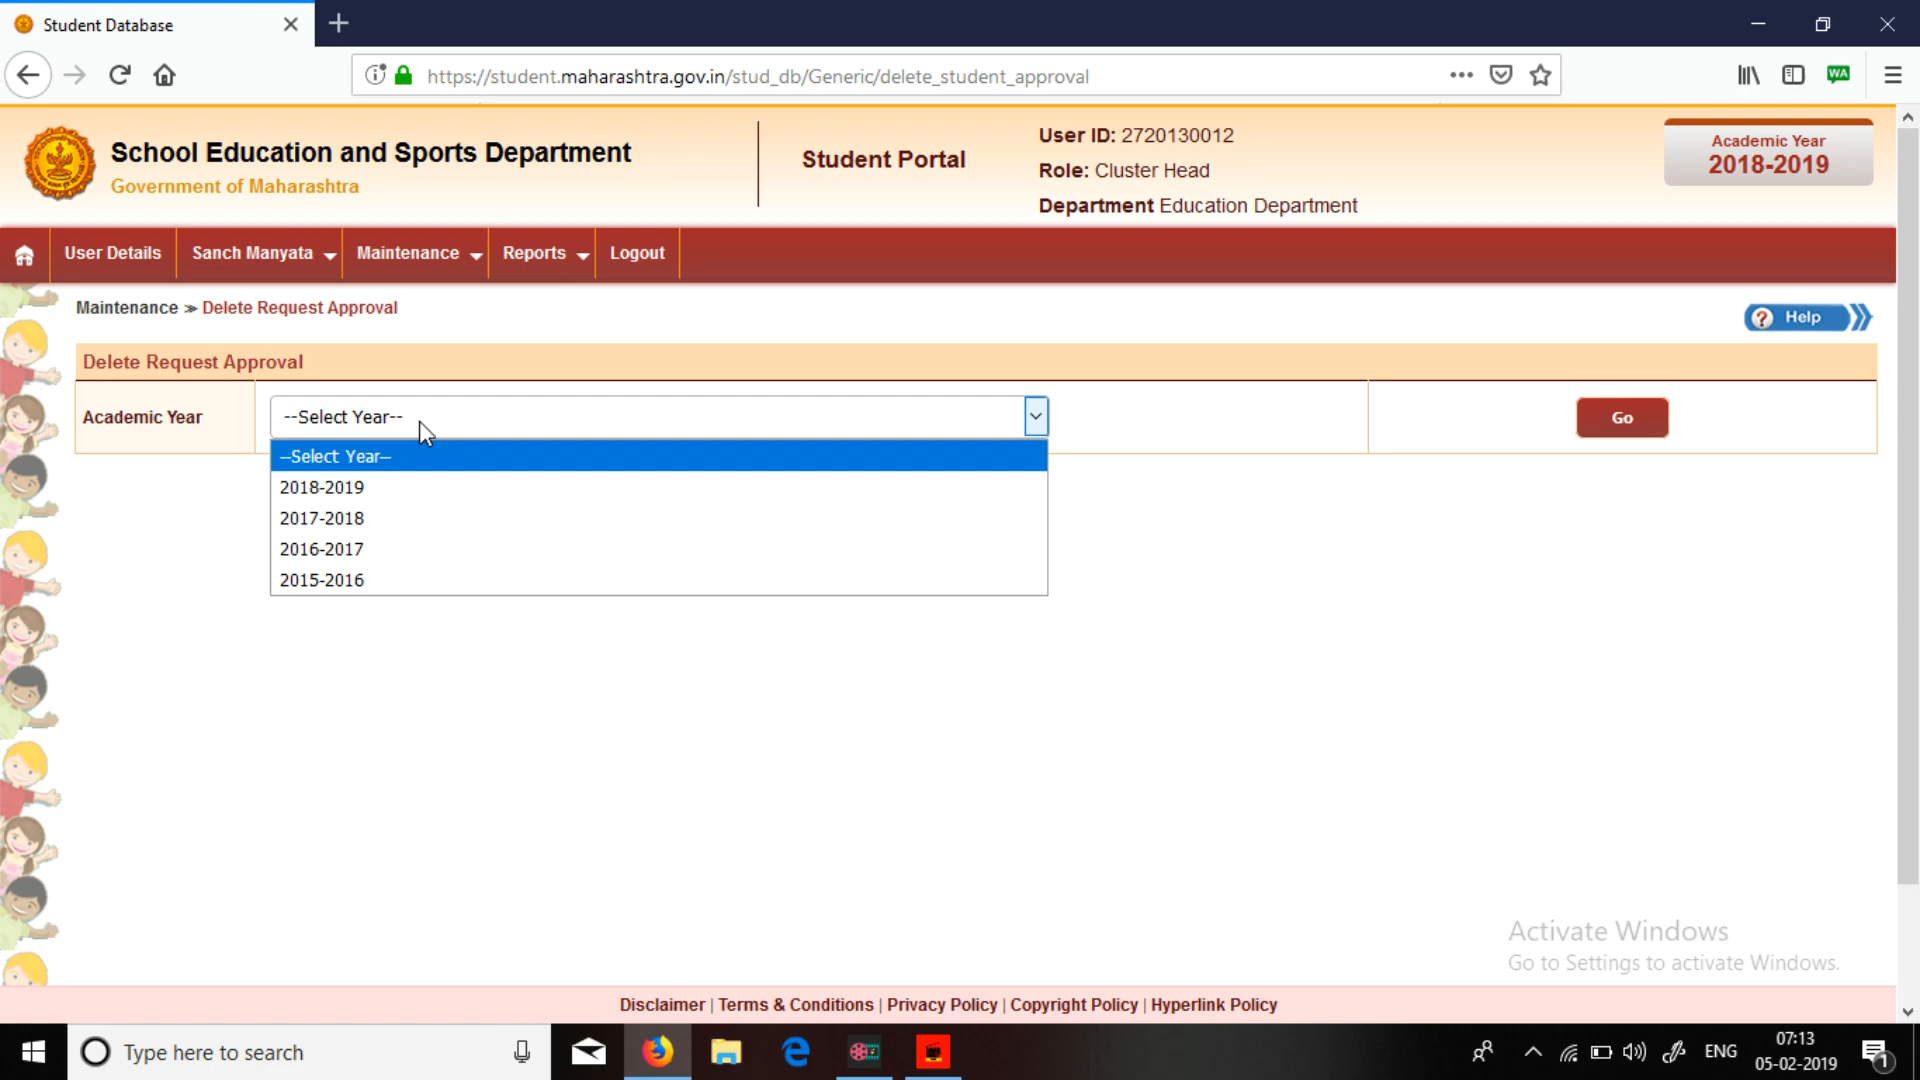 Student Database
https://student.maharashtra.gov.in/stud_db/Generic/delete_student_approval
WA
School Education and Sports Department
Government of Maharashtra
Student Portal
User ID: 2720130012
Role: Cluster Head
Department Education Department
Academic Year
2018-2019
User Details
Sanch Manyata
Maintenance
Reports
Logout
Maintenance >> Delete Request Approval
? Help
Delete Request Approval
Academic Year
--Select Year--
Go
--Select Year--
2018-2019
2017-2018
2016-2017
2015-2016
Activate Windows
Go to Settings to activate Windows.
Disclaimer | Terms & Conditions | Privacy Policy | Copyright Policy | Hyperlink Policy
Type here to search
ENG
07:13
05-02-2019
1